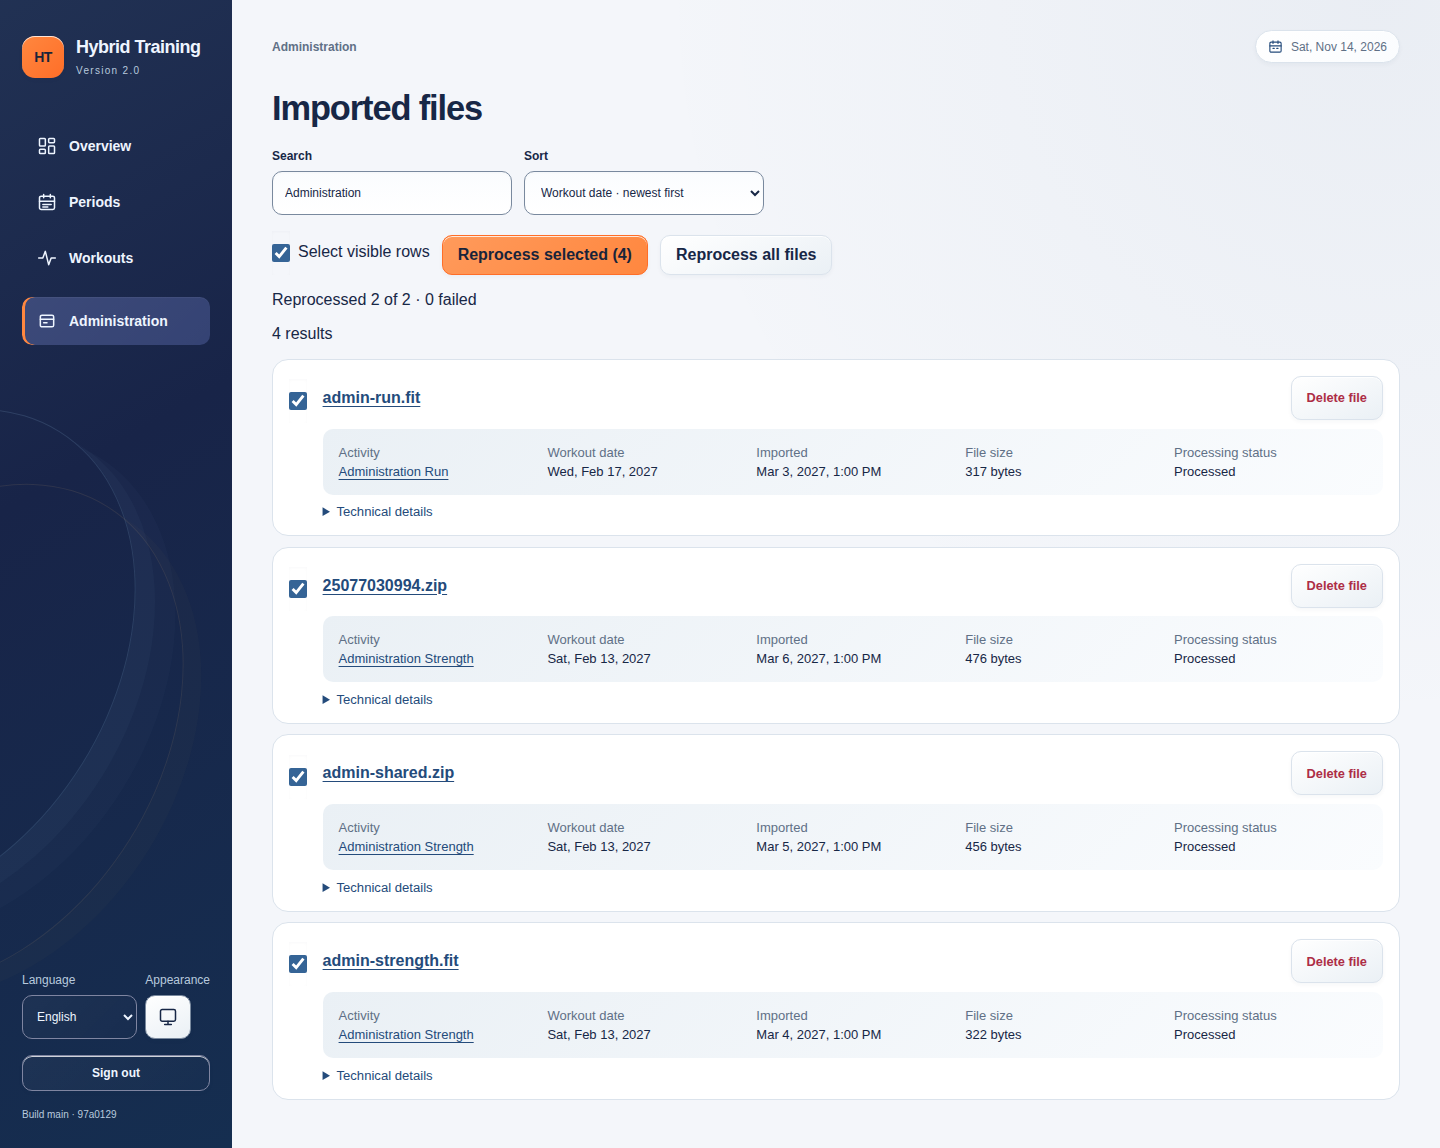 HT
Hybrid Training
Version 2.0
Overview
Periods
Workouts
Administration
Language
Appearance
English
Sign out
Build main · 97a0129
Administration
Sat, Nov 14, 2026
Imported files
Search
Sort
Administration
Workout date · newest first
Select visible rows
Reprocess selected (4)
Reprocess all files
Reprocessed 2 of 2 · 0 failed
4 results
admin-run.fit
Delete file
Activity
Workout date
Imported
File size
Processing status
Administration Run
Wed, Feb 17, 2027
Mar 3, 2027, 1:00 PM
317 bytes
Processed
Technical details
25077030994.zip
Delete file
Activity
Workout date
Imported
File size
Processing status
Administration Strength
Sat, Feb 13, 2027
Mar 6, 2027, 1:00 PM
476 bytes
Processed
Technical details
admin-shared.zip
Delete file
Activity
Workout date
Imported
File size
Processing status
Administration Strength
Sat, Feb 13, 2027
Mar 5, 2027, 1:00 PM
456 bytes
Processed
Technical details
admin-strength.fit
Delete file
Activity
Workout date
Imported
File size
Processing status
Administration Strength
Sat, Feb 13, 2027
Mar 4, 2027, 1:00 PM
322 bytes
Processed
Technical details